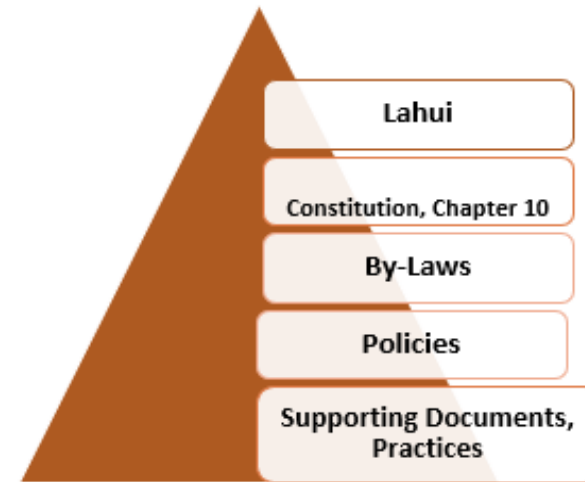 Lahui
Constitution, Chapter 10
By-Laws
Policies
Supporting Documents,
Practices